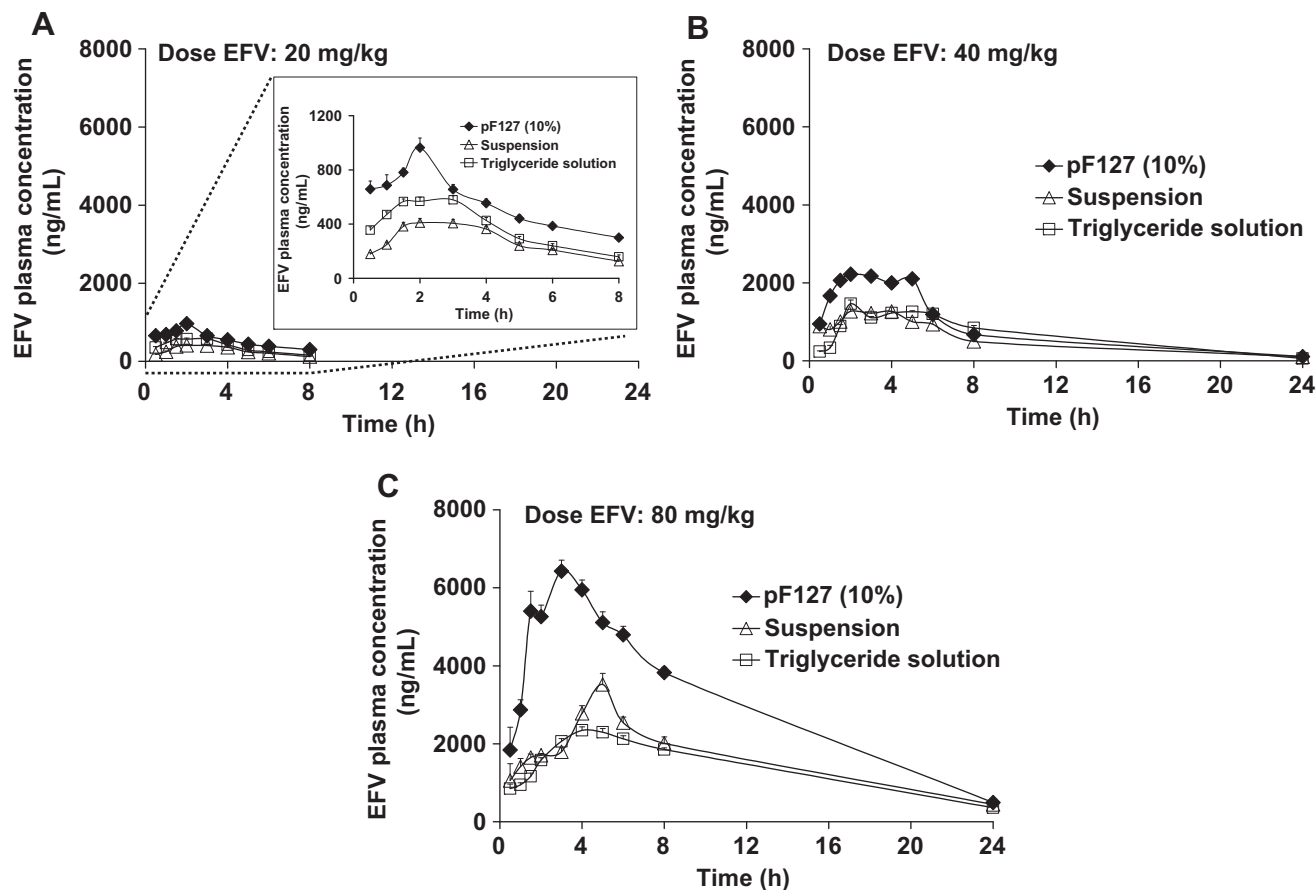 A
Dose EFV: 20 mg/kg
EFV plasma concentration
(ng/mL)
8000
6000
4000
2000
0
0 4 8 12 16 20 24
Time (h)
EFV plasma concentration
(ng/mL)
1200
800
400
0
0 2 4 6 8
Time (h)
pF127 (10%)
Suspension
Triglyceride solution
B
Dose EFV: 40 mg/kg
EFV plasma concentration
(ng/mL)
8000
6000
4000
2000
0
0 4 8 12 16 20 24
Time (h)
pF127 (10%)
Suspension
Triglyceride solution
C
Dose EFV: 80 mg/kg
EFV plasma concentration
(ng/mL)
8000
6000
4000
2000
0
0 4 8 12 16 20 24
Time (h)
pF127 (10%)
Suspension
Triglyceride solution